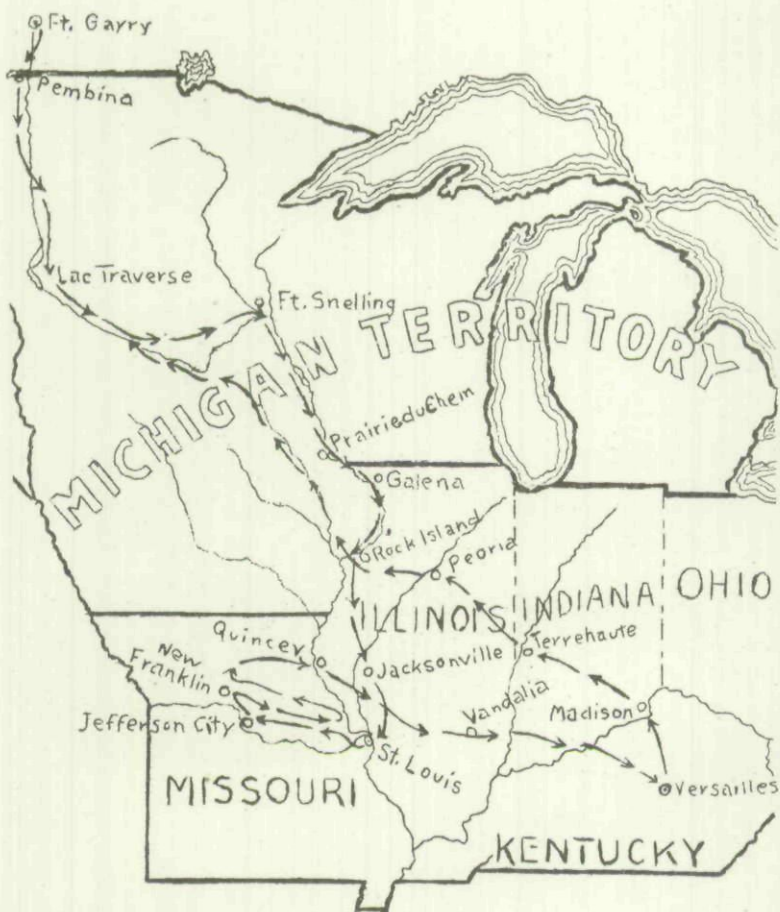 Ft. Gayry
Pembina
Lac Traverse
Ft. Snelling
MICHIGAN TERRITORY
PrairieduChem
Galena
Rock Island
Peoria
ILLINOIS
INDIANA
OHIO
Quincey
New
Franklin
Jacksonville
Terrehaute
Vandalia
Madison
Jefferson City
St. Louis
Versailles
MISSOURI
KENTUCKY